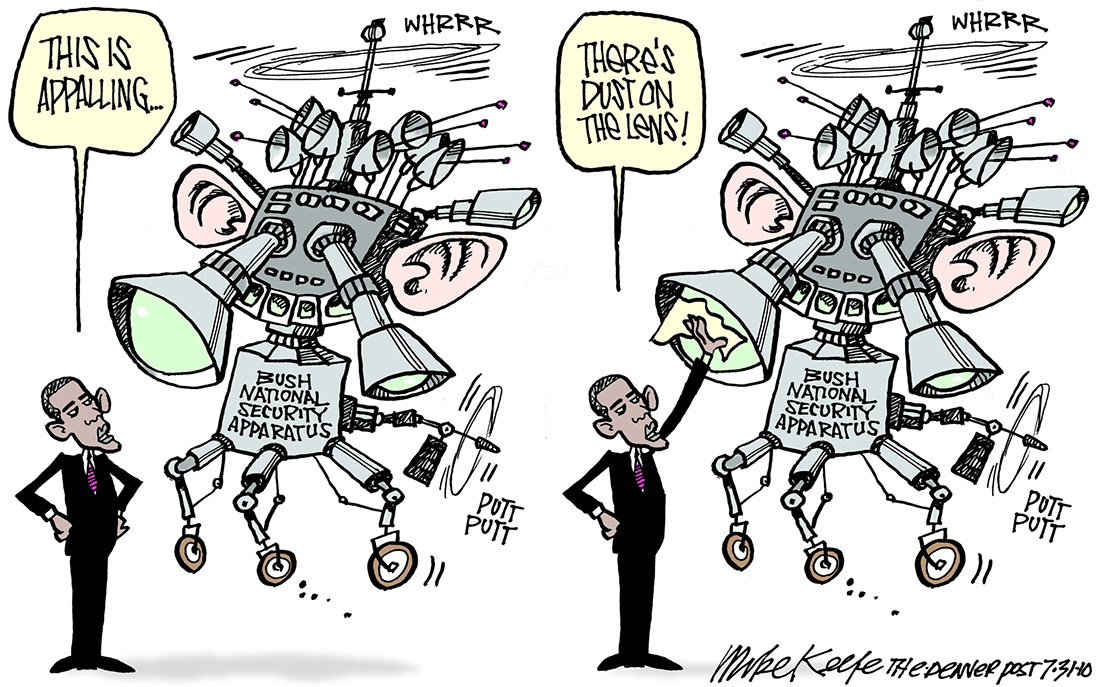 THIS IS
APPALLING...
WHRRR
BUSH
NATIONAL
SECURITY
APPARATUS
PUTT
PUTT
THERE'S
DUST ON
THE LENS!
WHRRR
BUSH
NATIONAL
SECURITY
APPARATUS
PUTT
PUTT
MIKE KEEFE THE DENVER POST 7.31.10